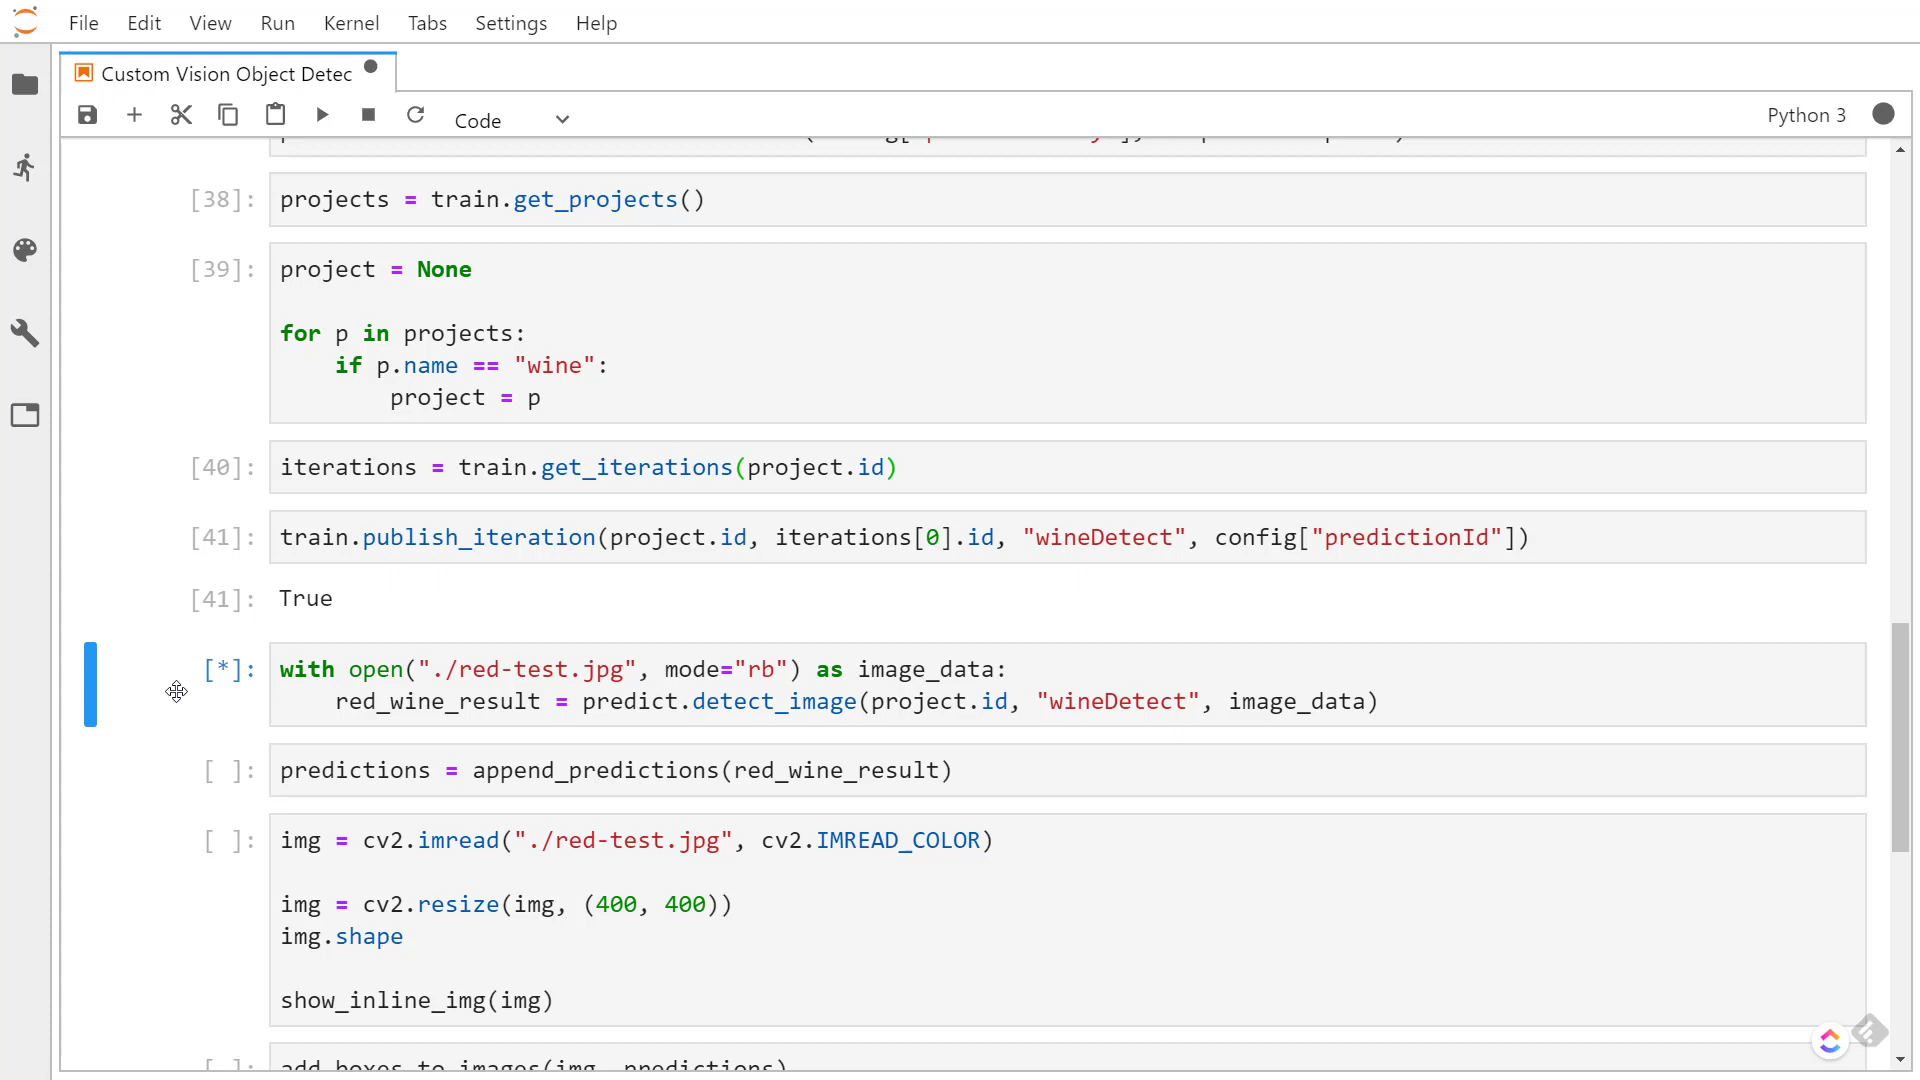 File Edit View Run Kernel Tabs Settings Help
Custom Vision Object Detec
Code
Python 3
[38]: projects = train.get_projects()
[39]: project = None
for p in projects:
    if p.name == "wine":
        project = p
[40]: iterations = train.get_iterations(project.id)
[41]: train.publish_iteration(project.id, iterations[0].id, "wineDetect", config["predictionId"])
[41]: True
[*]: with open("./red-test.jpg", mode="rb") as image_data:
    red_wine_result = predict.detect_image(project.id, "wineDetect", image_data)
[ ]: predictions = append_predictions(red_wine_result)
[ ]: img = cv2.imread("./red-test.jpg", cv2.IMREAD_COLOR)
img = cv2.resize(img, (400, 400))
img.shape
show_inline_img(img)
[ ]: add_boxes_to_images(img, predictions)